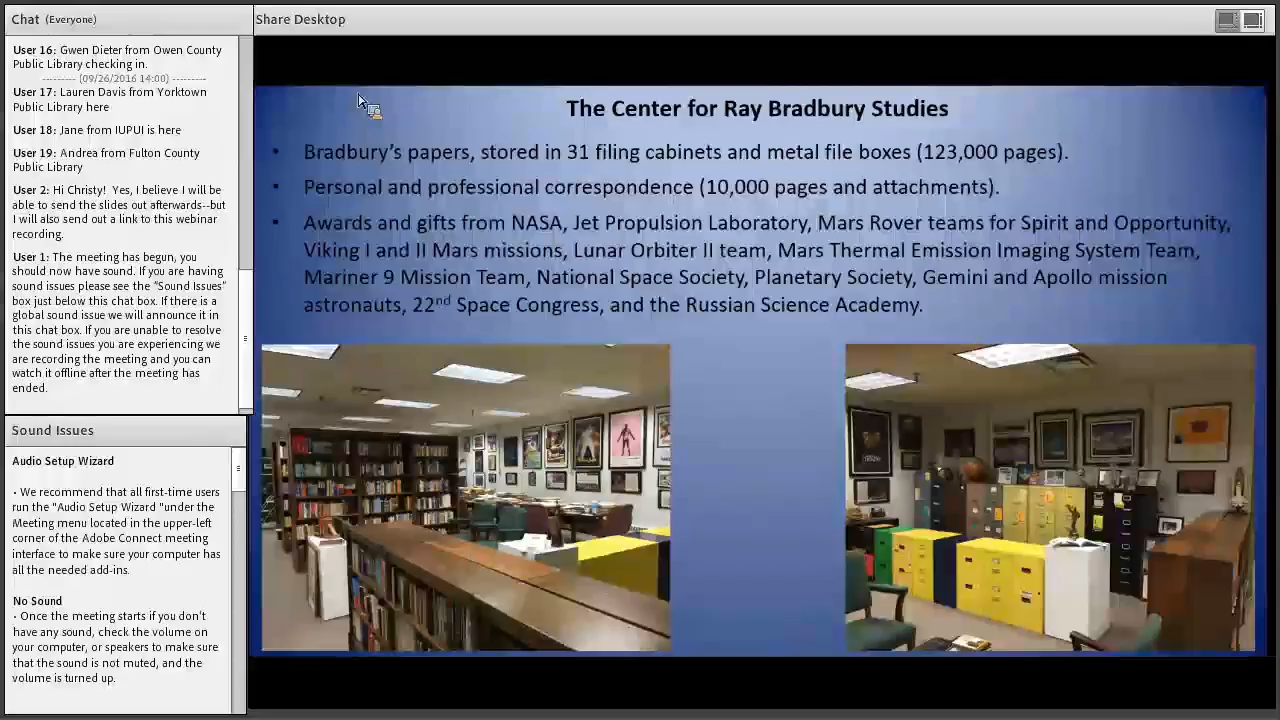 Chat (Everyone)
User 16: Gwen Dieter from Owen County
Public Library checking in.
--------- (09/26/2016 14:00) ---------
User 17: Lauren Davis from Yorktown
Public Library here
User 18: Jane from IUPUI is here
User 19: Andrea from Fulton County
Public Library
User 2: Hi Christy! Yes, I believe I will be
able to send the slides out afterwards--but
I will also send out a link to this webinar
recording.
User 1: The meeting has begun, you
should now have sound. If you are having
sound issues please see the "Sound Issues"
box just below this chat box. If there is a
global sound issue we will announce it in
this chat box. If you are unable to resolve
the sound issues you are experiencing we
are recording the meeting and you can
watch it offline after the meeting has
ended.
Sound Issues
Audio Setup Wizard
• We recommend that all first-time users
run the "Audio Setup Wizard "under the
Meeting menu located in the upper-left
corner of the Adobe Connect meeting
interface to make sure your computer has
all the needed add-ins.
No Sound
• Once the meeting starts if you don't
have any sound, check the volume on
your computer, or speakers to make sure
that the sound is not muted, and the
volume is turned up.
Share Desktop
The Center for Ray Bradbury Studies
• Bradbury's papers, stored in 31 filing cabinets and metal file boxes (123,000 pages).
• Personal and professional correspondence (10,000 pages and attachments).
• Awards and gifts from NASA, Jet Propulsion Laboratory, Mars Rover teams for Spirit and Opportunity,
Viking I and II Mars missions, Lunar Orbiter II team, Mars Thermal Emission Imaging System Team,
Mariner 9 Mission Team, National Space Society, Planetary Society, Gemini and Apollo mission
astronauts, 22nd Space Congress, and the Russian Science Academy.